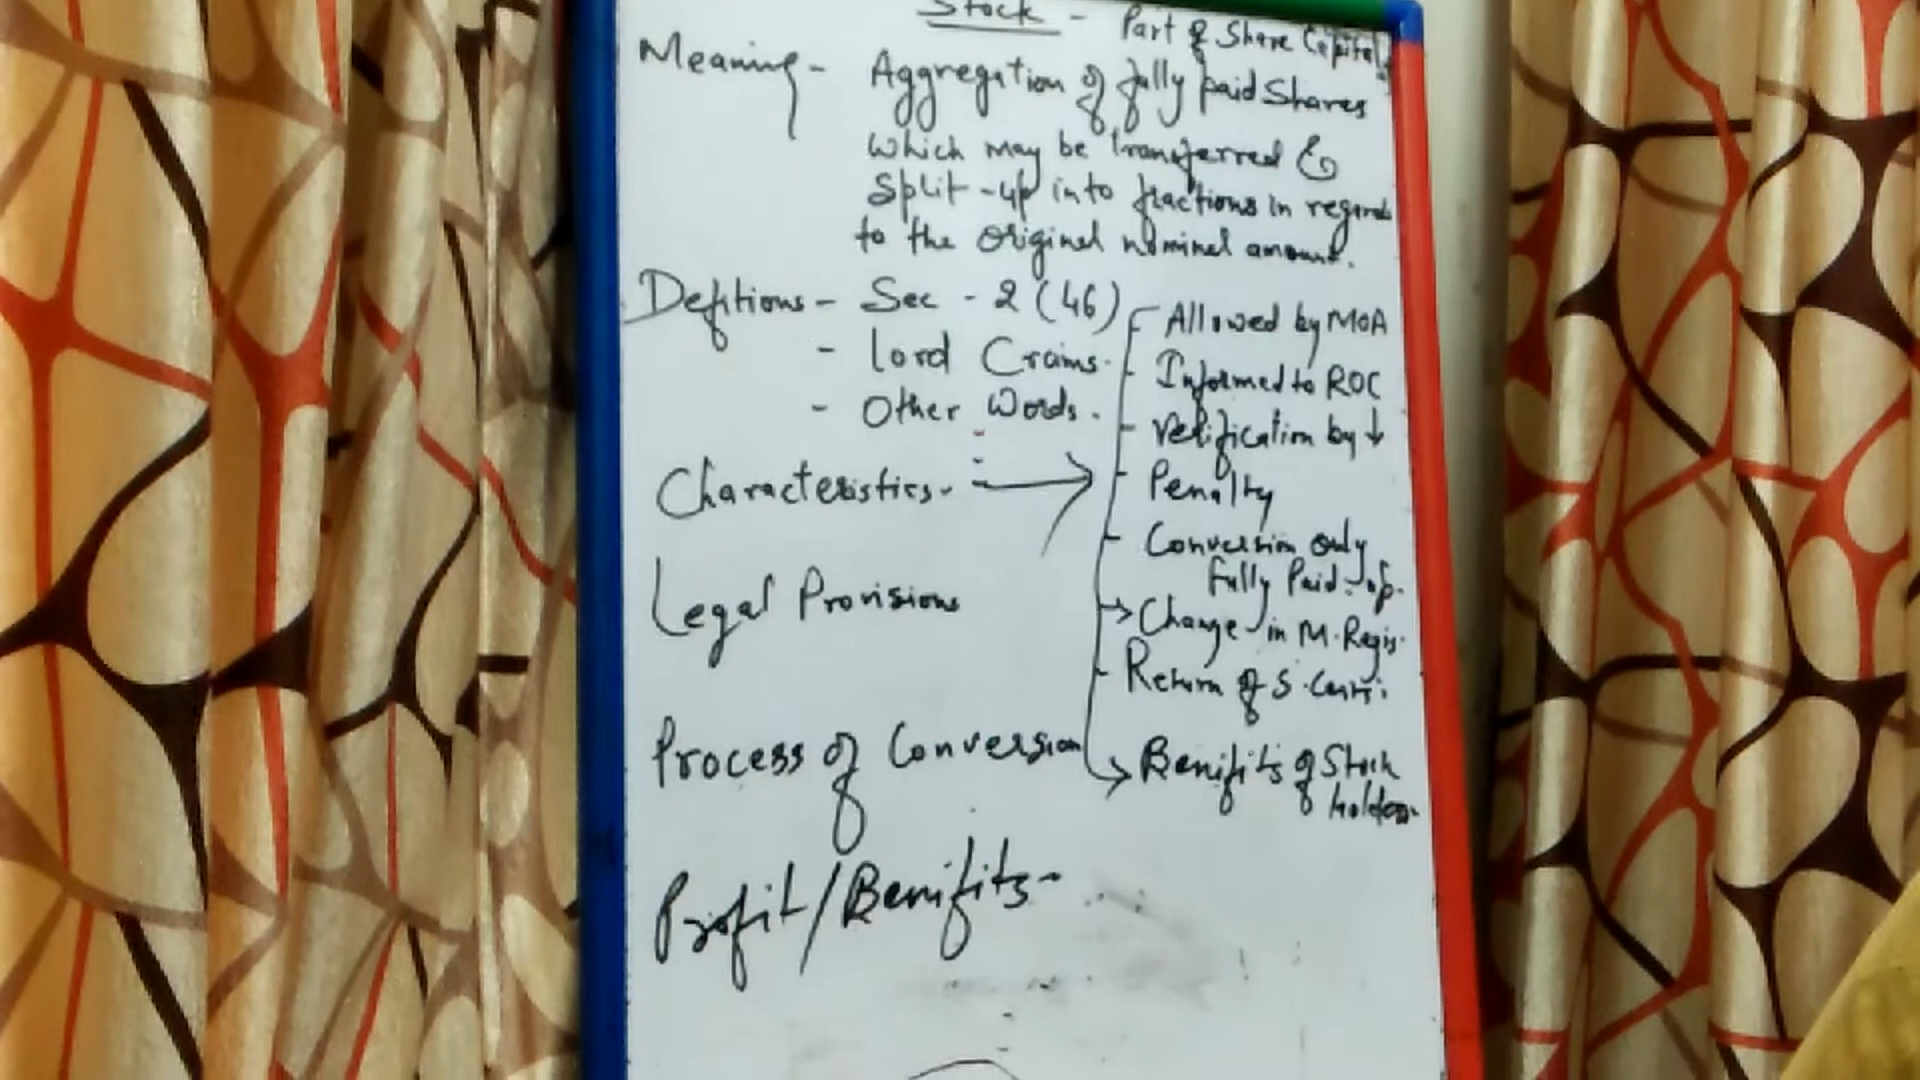 Stock - Part of Share Capital
Meaning - Aggregation of fully paid Shares
which may be transferred &
Split-up into fractions in regards
to the original nominal amount.
Defitions - Sec - 2 (46)
- Lord Crains.
- Other Words.
Characteristics.
Legal Provisions
Process of Conversion
Profit/Benifits-
Allowed by MOA
Informed to ROC
Verification by ↓
Penalty
Conversion only
fully Paid-up.
Change in M. Regis.
Return of S.
Benifits of Stock
holders